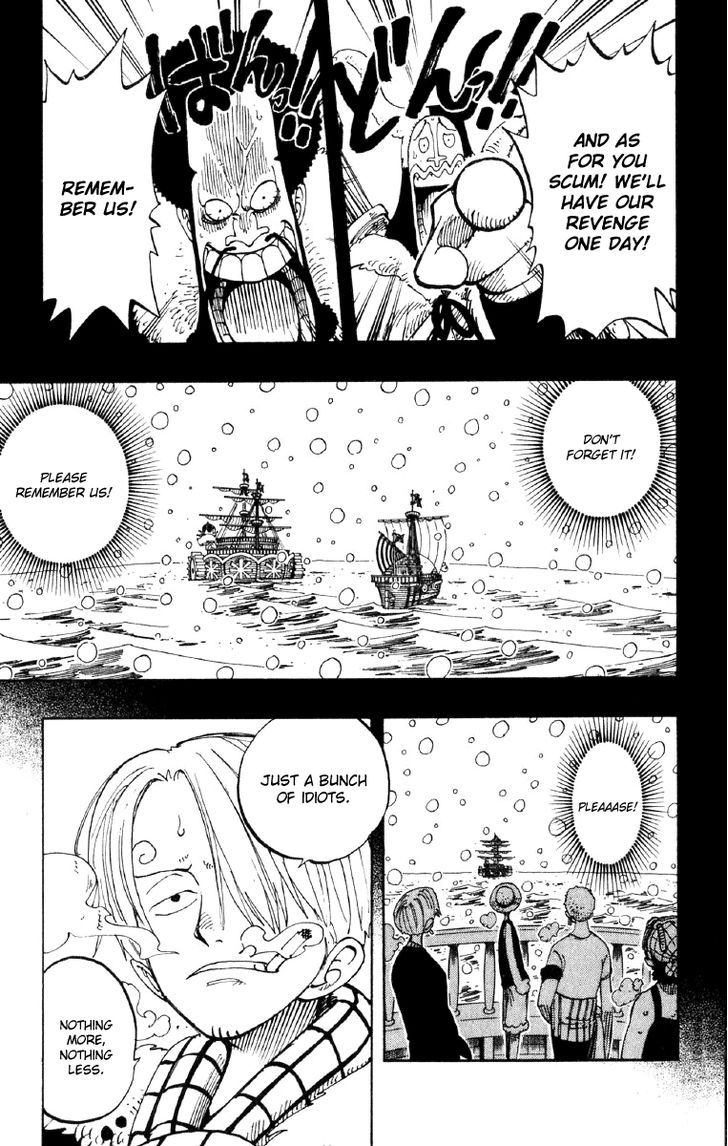 どんっ!!
AND AS
FOR YOU
SCUM! WE'LL
HAVE OUR
REVENGE
ONE DAY!
ばんっ!!
REMEM-
BER US!
DON'T
FORGET IT!
PLEASE
REMEMBER US!
PLEAAASE!
JUST A BUNCH
OF IDIOTS.
NOTHING
MORE,
NOTHING
LESS.